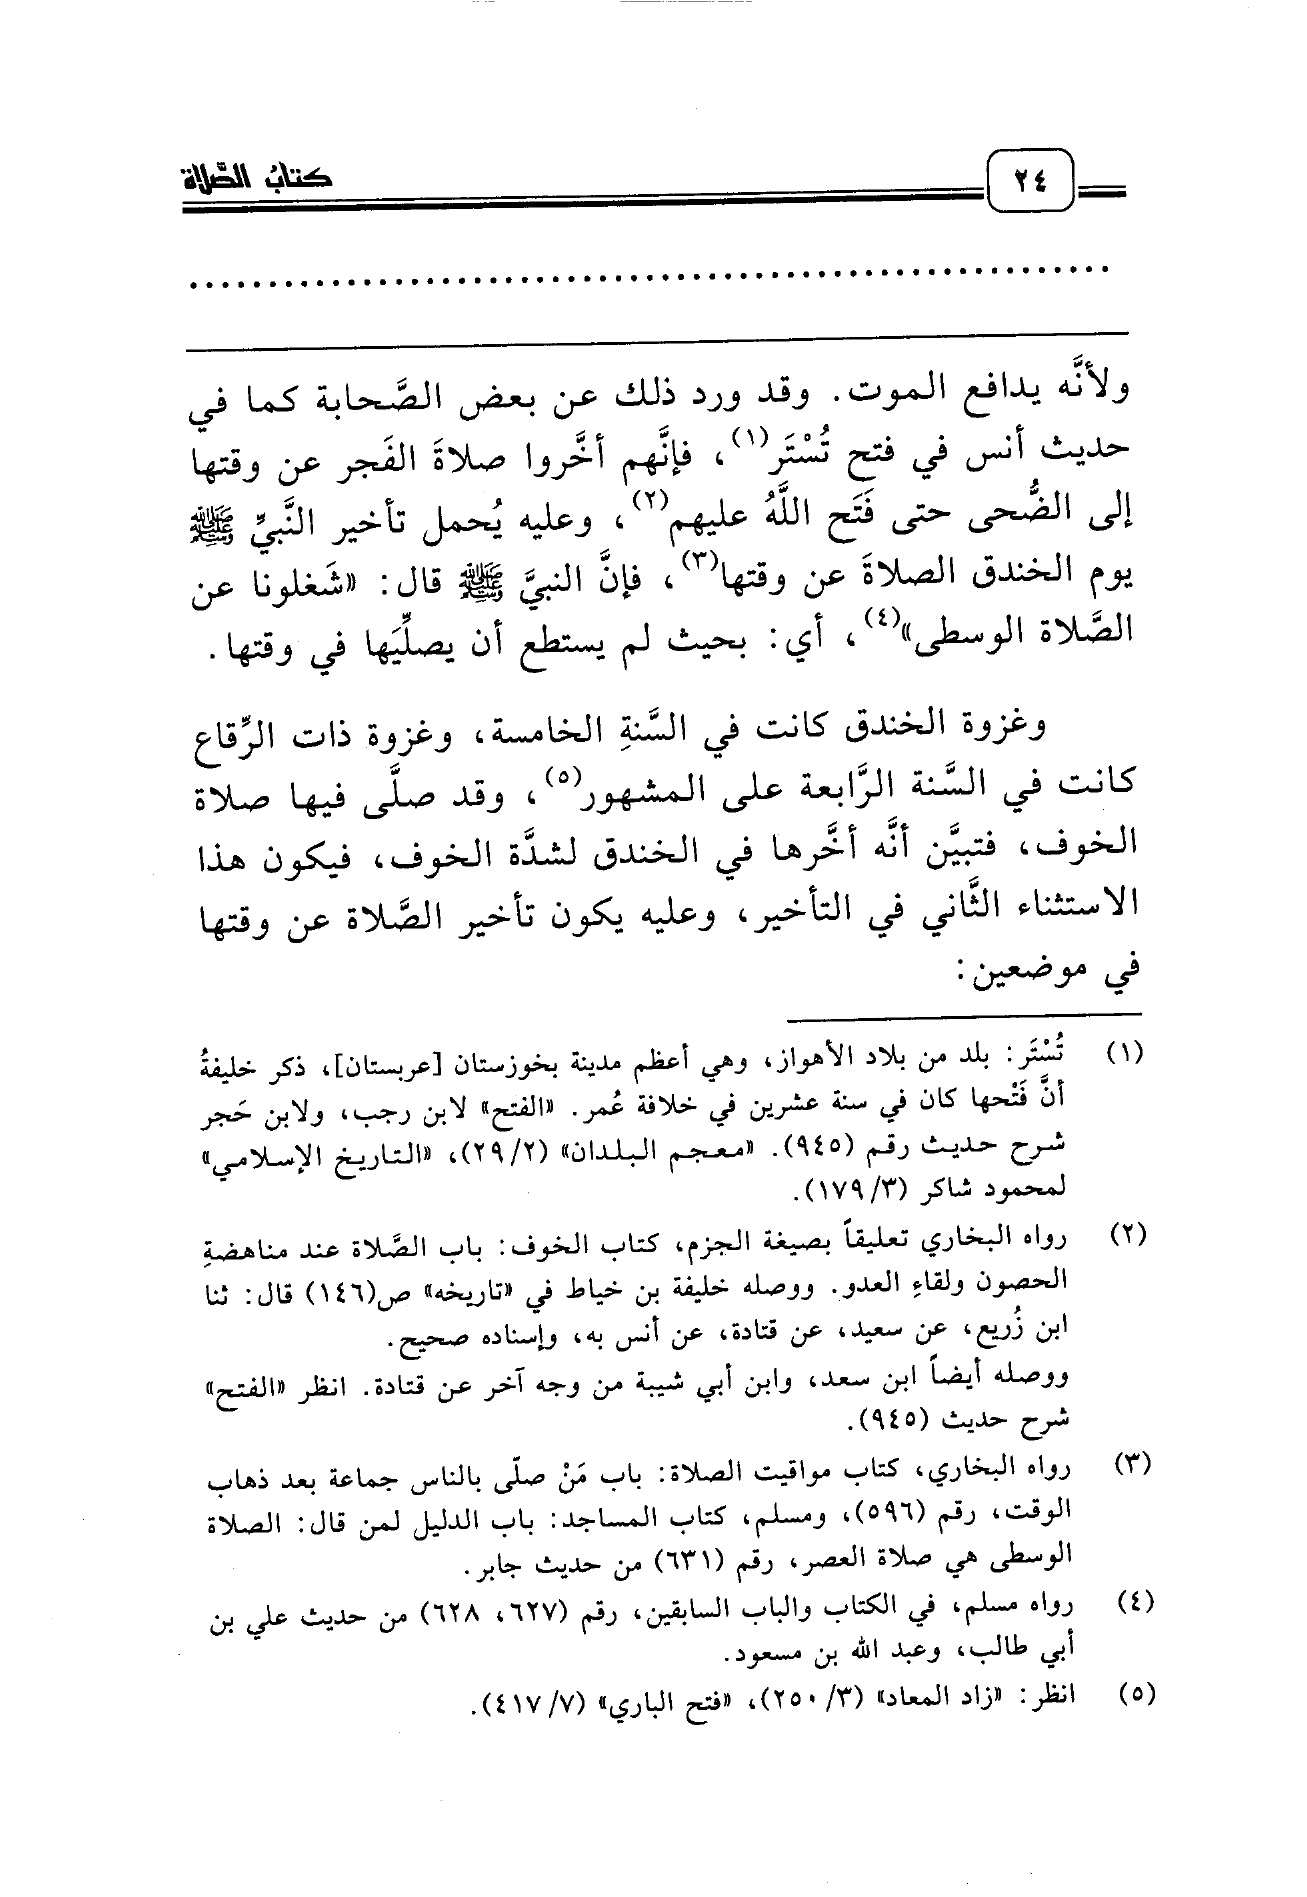 ٢٤
كتابُ الصَّلاة
ولأنَّه يدافع الموت. وقد ورد ذلك عن بعض الصَّحابة كما في
حديث أنس في فتح تُسْتَر(١)، فإنَّهم أخَّروا صلاةَ الفَجر عن وقتها
إلى الضُّحى حتى فَتَح اللَّهُ عليهم(٢)، وعليه يُحمل تأخير النَّبيِّ ﷺ
يوم الخندق الصلاةَ عن وقتها(٣)، فإنَّ النبيَّ ﷺ قال: «شَغلونا عن
الصَّلاة الوسطى»(٤)، أي: بحيث لم يستطع أن يصلِّيَها في وقتها.
وغزوة الخندق كانت في السَّنةِ الخامسة، وغزوة ذات الرِّقاع
كانت في السَّنة الرَّابعة على المشهور(٥)، وقد صلَّى فيها صلاة
الخوف، فتبيَّن أنَّه أخَّرها في الخندق لشدَّة الخوف، فيكون هذا
الاستثناء الثَّاني في التأخير، وعليه يكون تأخير الصَّلاة عن وقتها
في موضعين:
(١) تُسْتَر: بلد من بلاد الأهواز، وهي أعظم مدينة بخوزستان [عربستان]، ذكر خليفةُ
أنَّ فَتْحها كان في سنة عشرين في خلافة عُمر. «الفتح» لابن رجب، ولابن حَجر
شرح حديث رقم (٩٤٥). «معجم البلدان» (٢٩/٢)، «التاريخ الإسلامي»
لمحمود شاكر (١٧٩/٣).
(٢) رواه البخاري تعليقاً بصيغة الجزم، كتاب الخوف: باب الصَّلاة عند مناهضةِ
الحصون ولقاءِ العدو. ووصله خليفة بن خياط في «تاريخه» ص(١٤٦) قال: ثنا
ابن زُريع، عن سعيد، عن قتادة، عن أنس به، وإسناده صحيح.
ووصله أيضاً ابن سعد، وابن أبي شيبة من وجه آخر عن قتادة. انظر «الفتح»
شرح حديث (٩٤٥).
(٣) رواه البخاري، كتاب مواقيت الصلاة: باب مَنْ صلّى بالناس جماعة بعد ذهاب
الوقت، رقم (٥٩٦)، ومسلم، كتاب المساجد: باب الدليل لمن قال: الصلاة
الوسطى هي صلاة العصر، رقم (٦٣١) من حديث جابر.
(٤) رواه مسلم، في الكتاب والباب السابقين، رقم (٦٢٧، ٦٢٨) من حديث علي بن
أبي طالب، وعبد الله بن مسعود.
(٥) انظر: «زاد المعاد» (٢٥٠/٣)، «فتح الباري» (٤١٧/٧).